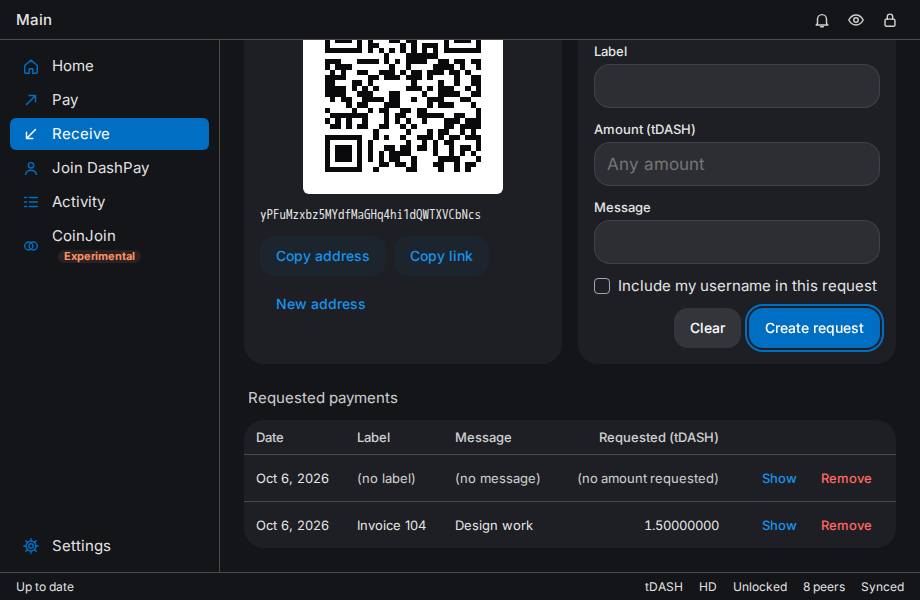 Main
Home
Pay
Receive
Join DashPay
Activity
CoinJoin
Experimental
Settings
yPFuMzxbz5MYdfMaGHq4hi1dQWTXVCbNcs
Copy address
Copy link
New address
Label
Amount (tDASH)
Any amount
Message
Include my username in this request
Clear
Create request
Requested payments
Date Label Message Requested (tDASH)
Oct 6, 2026 (no label) (no message) (no amount requested) Show Remove
Oct 6, 2026 Invoice 104 Design work 1.50000000 Show Remove
Up to date
tDASH HD Unlocked 8 peers Synced